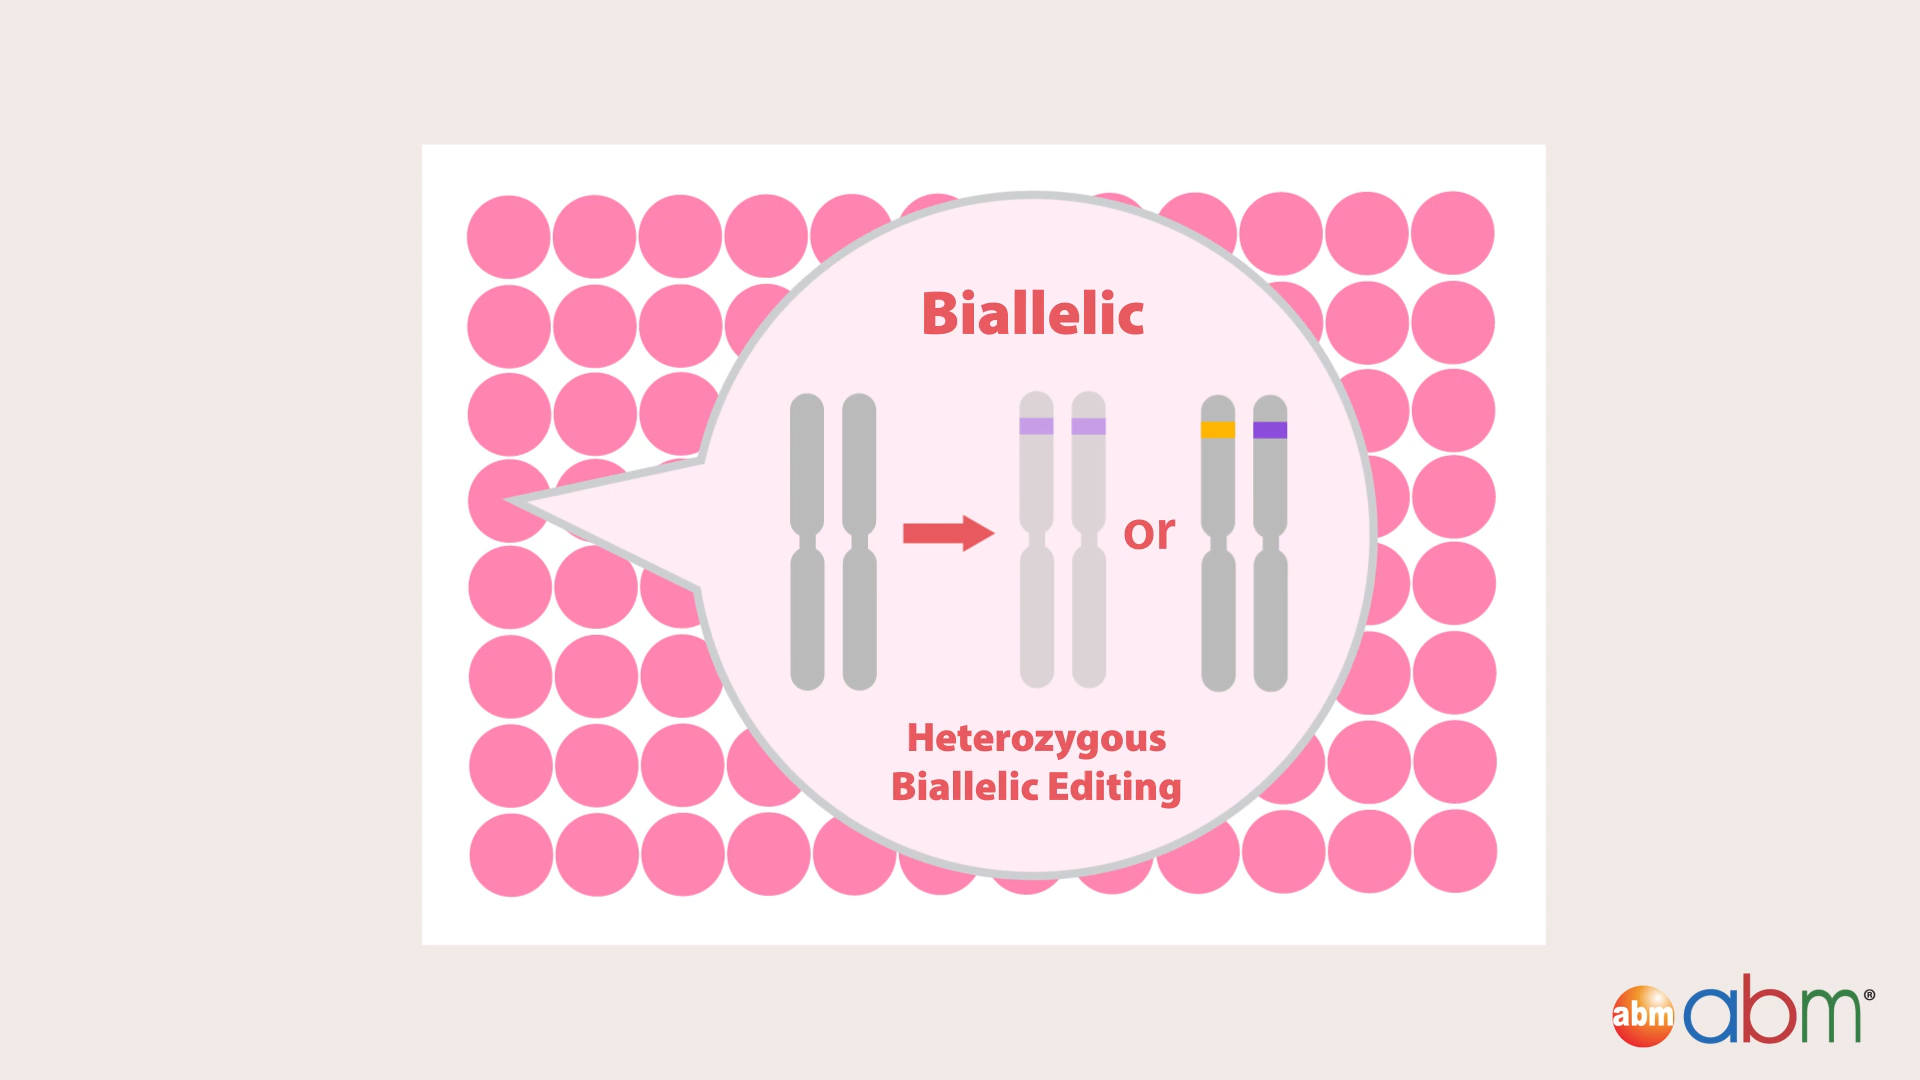 Biallelic
or
Heterozygous
Biallelic Editing
abm abm®